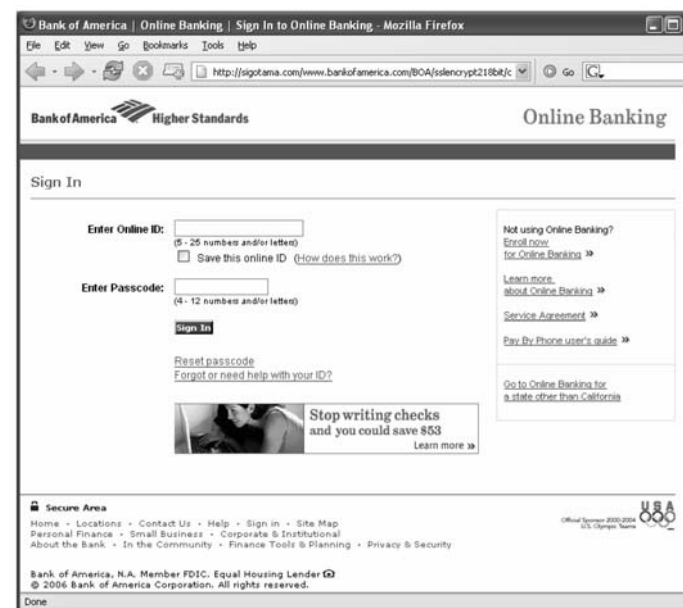 Bank of America | Online Banking | Sign In to Online Banking - Mozilla Firefox
File Edit View Go Bookmarks Tools Help
http://sigotama.com/www.bankofamerica.com/BOA/sslencrypt218bit/c Go G
Bank of America Higher Standards
Online Banking
Sign In
Enter Online ID:
(5 - 25 numbers and/or letters)
Save this online ID (How does this work?)
Enter Passcode:
(4 - 12 numbers and/or letters)
Sign In
Reset passcode
Forgot or need help with your ID?
Stop writing checks
and you could save $53
Learn more »
Not using Online Banking?
Enroll now
for Online Banking »
Learn more
about Online Banking »
Service Agreement »
Pay By Phone user's guide »
Go to Online Banking for
a state other than California
Secure Area
Home • Locations • Contact Us • Help • Sign in • Site Map
Personal Finance • Small Business • Corporate & Institutional
About the Bank • In the Community • Finance Tools & Planning • Privacy & Security
Official Sponsor 2000-2004
U.S. Olympic Teams
USA
Bank of America, N.A. Member FDIC. Equal Housing Lender
© 2006 Bank of America Corporation. All rights reserved.
Done